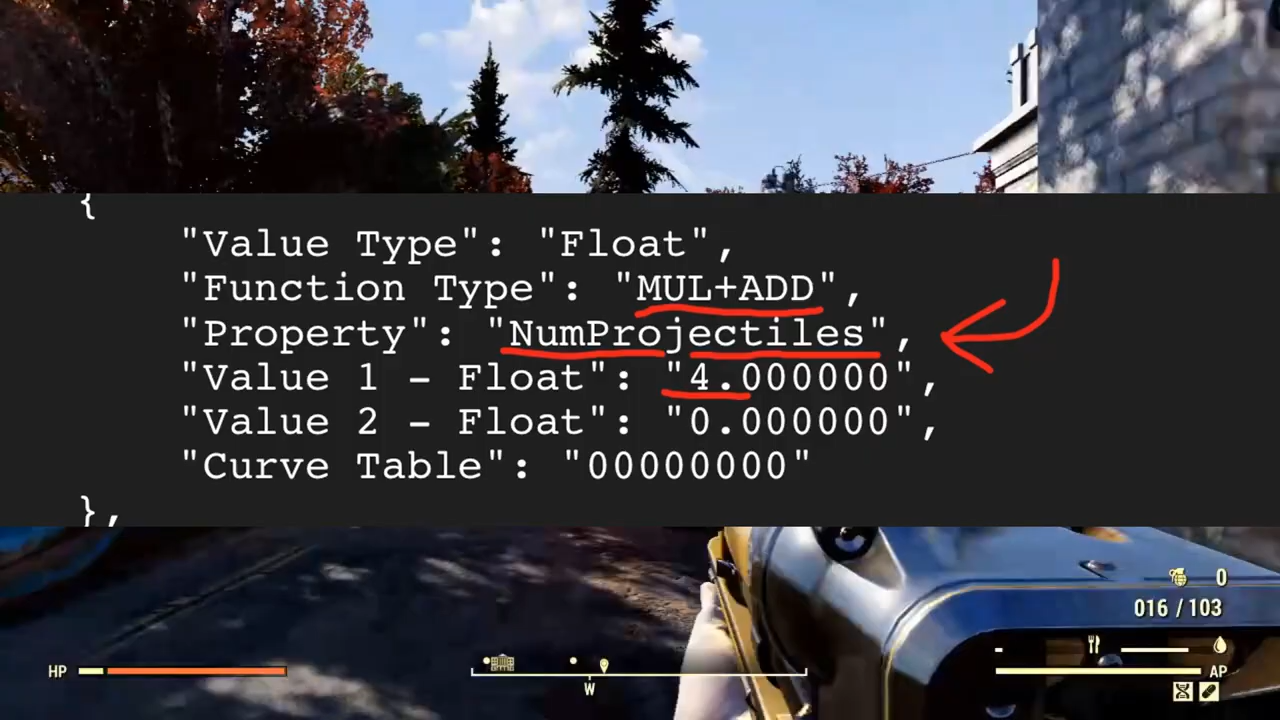 {
"Value Type": "Float",
"Function Type": "MUL+ADD",
"Property": "NumProjectiles",
"Value 1 - Float": "4.000000",
"Value 2 - Float": "0.000000",
"Curve Table": "00000000"
},
0
016 / 103
HP
W
AP